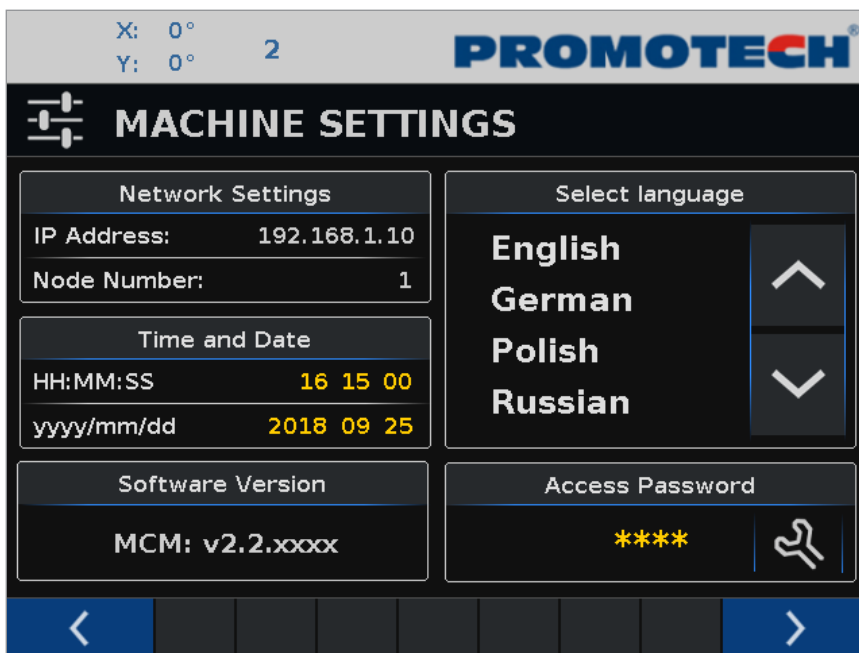 X: 0°
Y: 0°
2
PROMOTECH®
MACHINE SETTINGS
Network Settings
IP Address: 192.168.1.10
Node Number: 1
Time and Date
HH:MM:SS 16 15 00
yyyy/mm/dd 2018 09 25
Software Version
MCM: v2.2.xxxx
Select language
English
German
Polish
Russian
Access Password
****